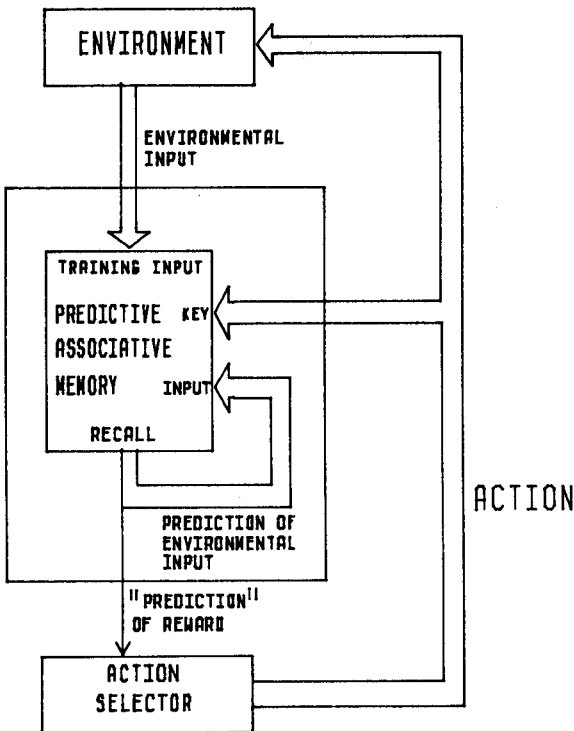 ENVIRONMENT
ENVIRONMENTAL
INPUT
TRAINING INPUT
PREDICTIVE KEY
ASSOCIATIVE
MEMORY INPUT
RECALL
ACTION
PREDICTION OF
ENVIRONMENTAL
INPUT
"PREDICTION"
OF REWARD
ACTION
SELECTOR